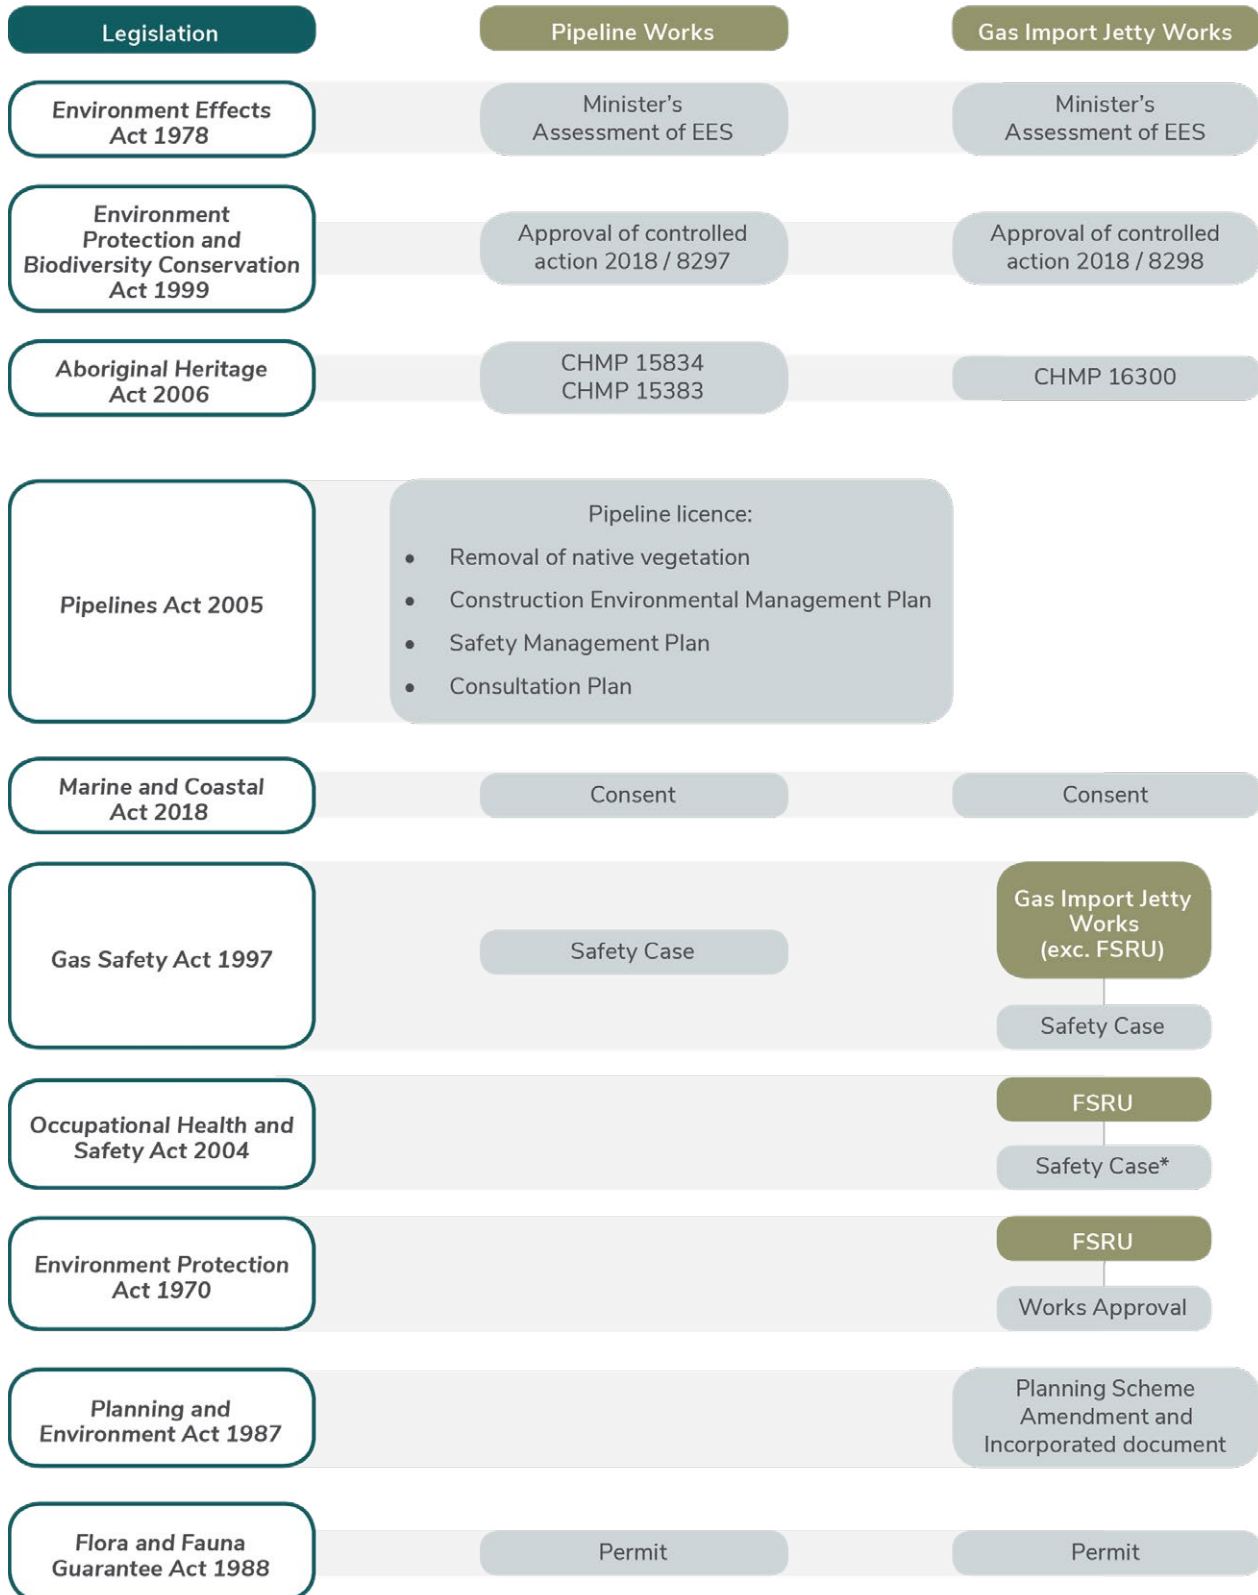 Legislation
Pipeline Works
Gas Import Jetty Works
Environment Effects
Act 1978
Minister's
Assessment of EES
Minister's
Assessment of EES
Environment
Protection and
Biodiversity Conservation
Act 1999
Approval of controlled
action 2018 / 8297
Approval of controlled
action 2018 / 8298
Aboriginal Heritage
Act 2006
CHMP 15834
CHMP 15383
CHMP 16300
Pipelines Act 2005
Pipeline licence:
• Removal of native vegetation
• Construction Environmental Management Plan
• Safety Management Plan
• Consultation Plan
Marine and Coastal
Act 2018
Consent
Consent
Gas Safety Act 1997
Safety Case
Gas Import Jetty
Works
(exc. FSRU)
Safety Case
Occupational Health and
Safety Act 2004
FSRU
Safety Case*
Environment Protection
Act 1970
FSRU
Works Approval
Planning and
Environment Act 1987
Planning Scheme
Amendment and
Incorporated document
Flora and Fauna
Guarantee Act 1988
Permit
Permit